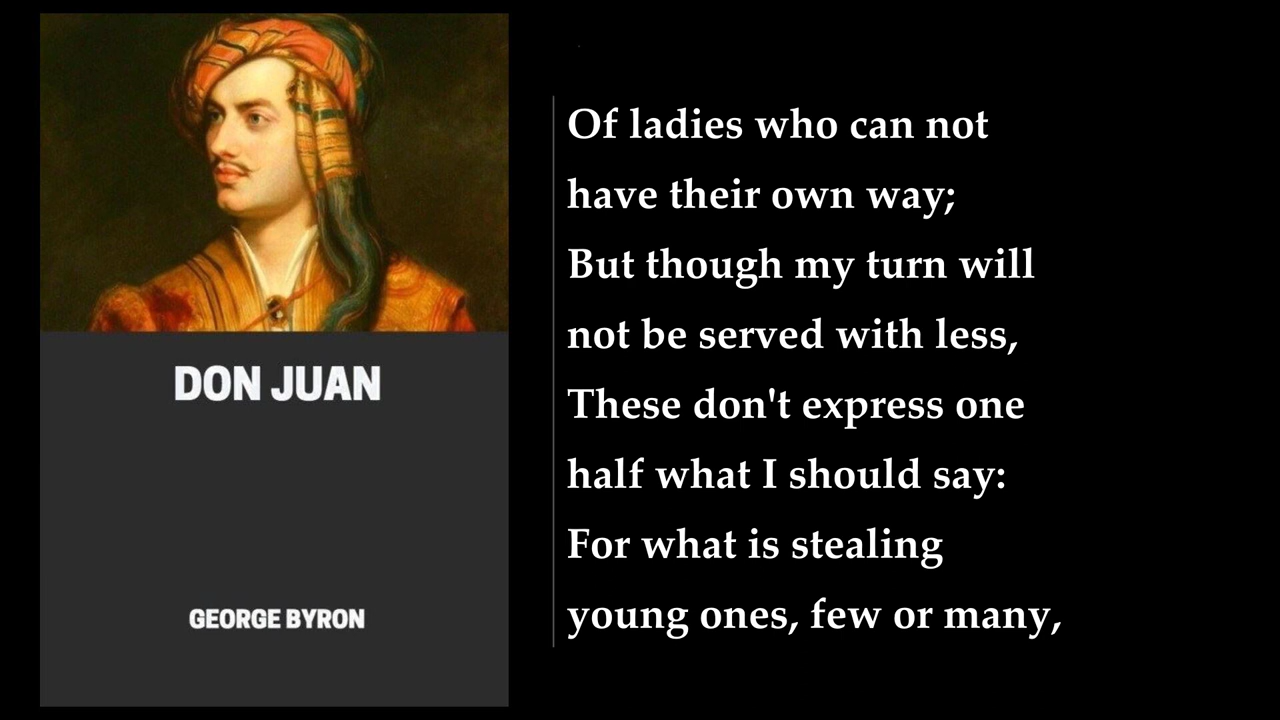 DON JUAN
GEORGE BYRON
Of ladies who can not
have their own way;
But though my turn will
not be served with less,
These don't express one
half what I should say:
For what is stealing
young ones, few or many,